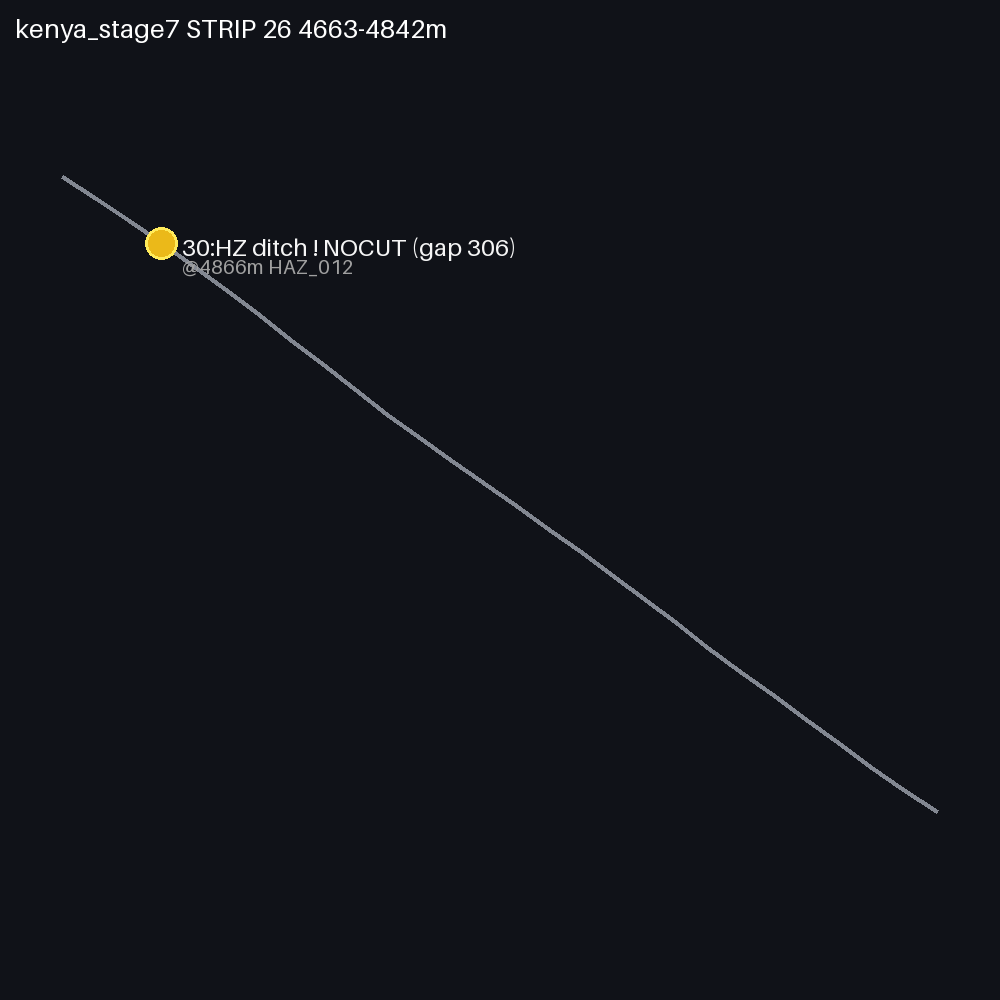 kenya_stage7 STRIP 26 4663-4842m
30:HZ ditch ! NOCUT (gap 306)
@4866m HAZ_012